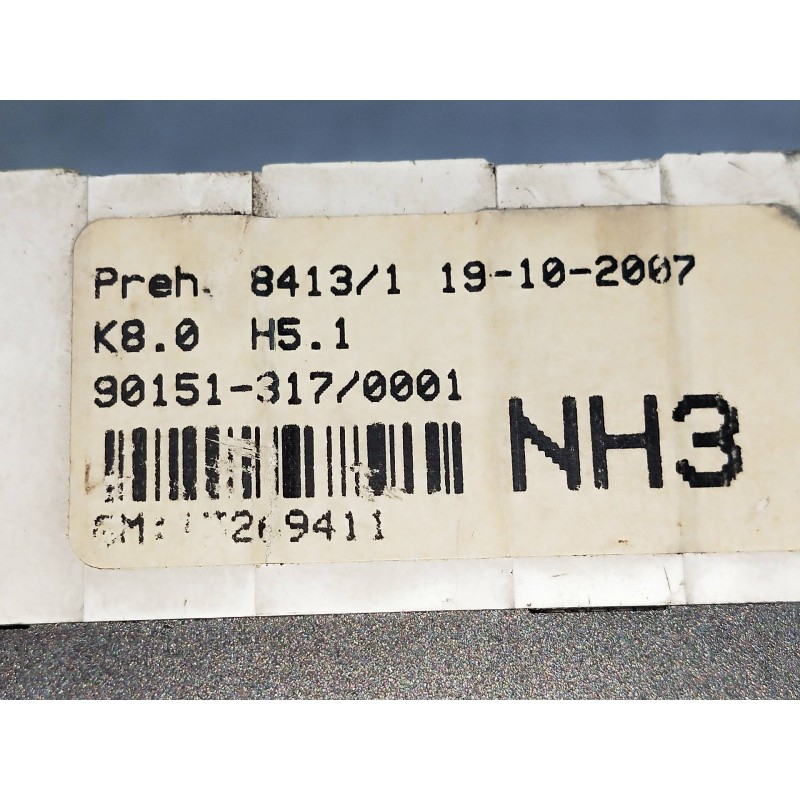 Preh. 8413/1 19-10-2007
K8.0 H5.1
90151-317/0001
NH3